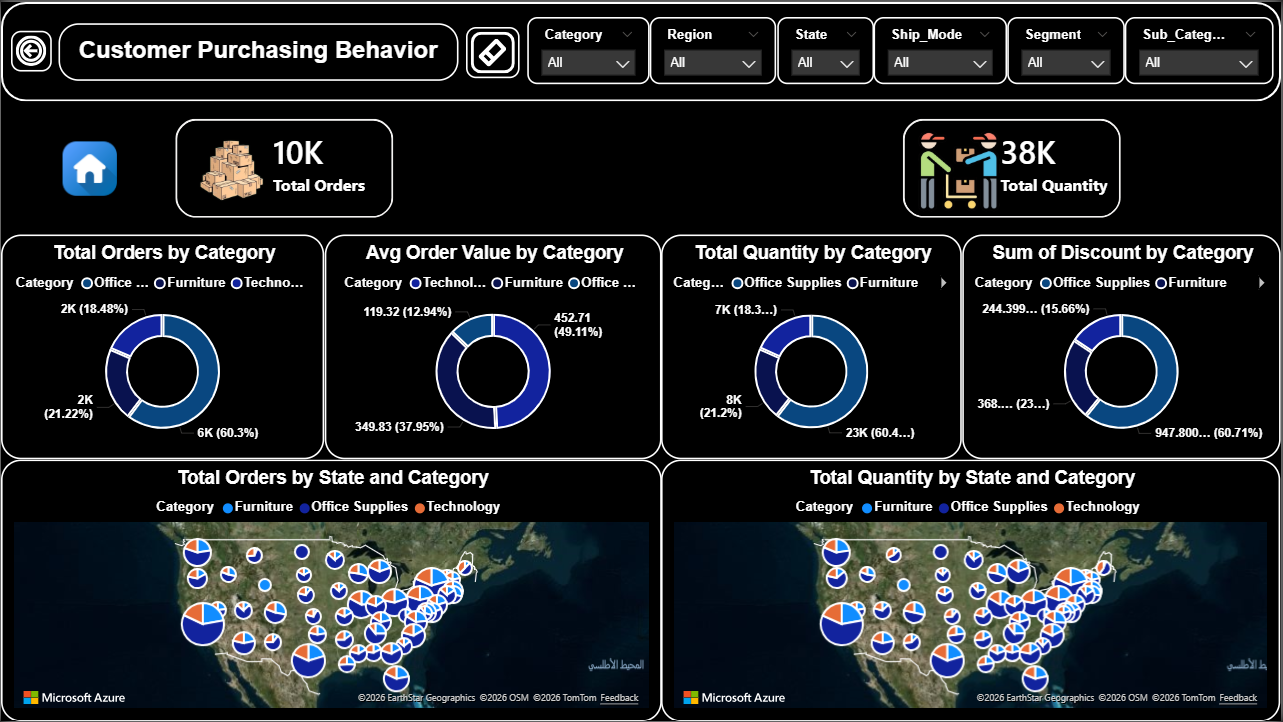 Customer Purchasing Behavior
Category
All
Region
All
State
All
Ship_Mode
All
Segment
All
Sub_Categ...
All
10K
Total Orders
38K
Total Quantity
Total Orders by Category
Category Office ... Furniture Techno...
2K (18.48%)
2K
(21.22%)
6K (60.3%)
Avg Order Value by Category
Category Technol... Furniture Office ...
119.32 (12.94%)
452.71
(49.11%)
349.83 (37.95%)
Total Quantity by Category
Categ... Office Supplies Furniture
7K (18.3...)
8K
(21.2%)
23K (60.4...)
Sum of Discount by Category
Category Office Supplies Furniture
244.399... (15.66%)
368.... (23...)
947.800... (60.71%)
Total Orders by State and Category
Category Furniture Office Supplies Technology
المحيط الأطلسي
Microsoft Azure
©2026 EarthStar Geographics ©2026 OSM ©2026 TomTom Feedback
Total Quantity by State and Category
Category Furniture Office Supplies Technology
الأطلسي
Microsoft Azure
©2026 EarthStar Geographics ©2026 OSM ©2026 TomTom Feedback